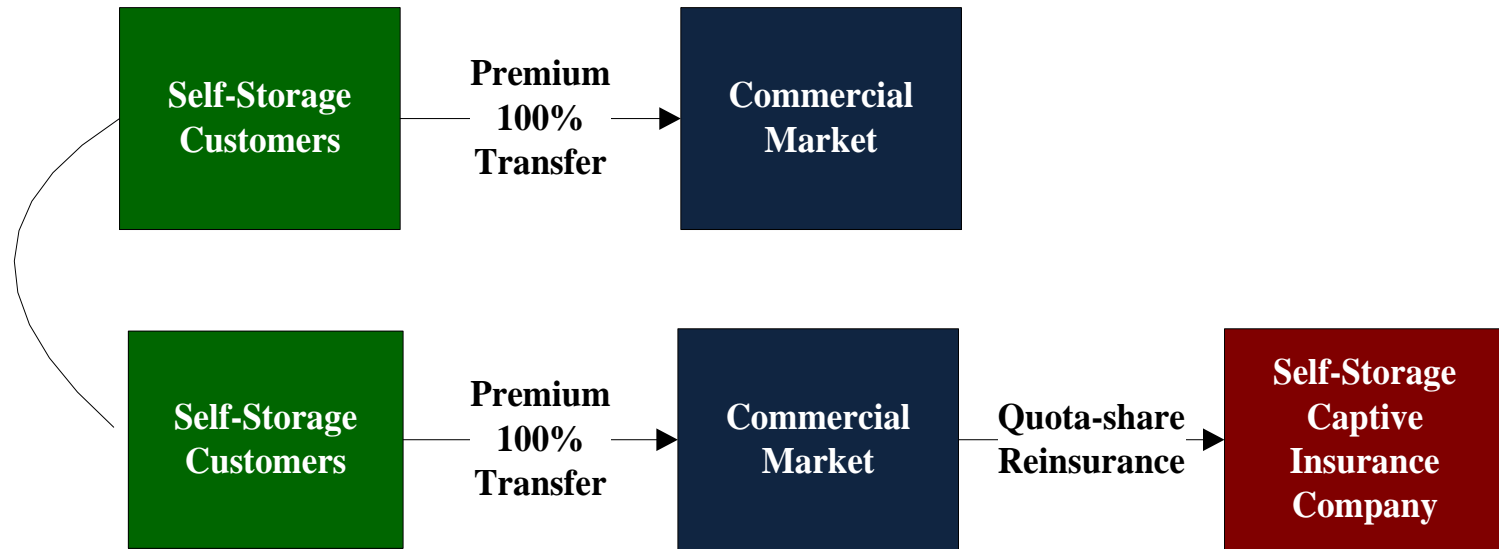 Self-Storage
Customers
Premium
100%
Transfer
Commercial
Market
Self-Storage
Customers
Premium
100%
Transfer
Commercial
Market
Quota-share
Reinsurance
Self-Storage
Captive
Insurance
Company